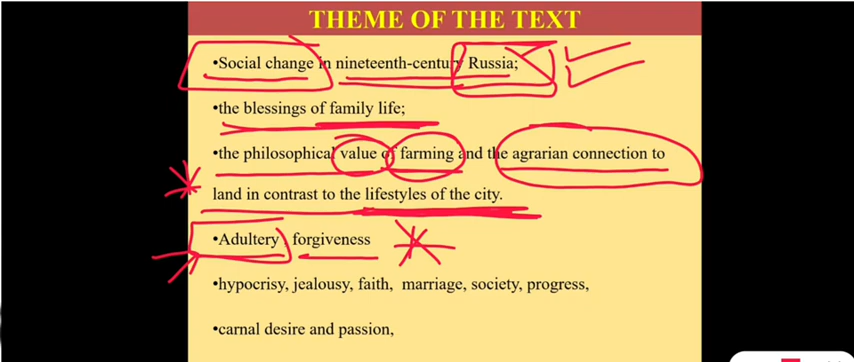 THEME OF THE TEXT
•Social change in nineteenth-century Russia;
•the blessings of family life;
•the philosophical value of farming and the agrarian connection to
land in contrast to the lifestyles of the city.
•Adultery , forgiveness
•hypocrisy, jealousy, faith, marriage, society, progress,
•carnal desire and passion,